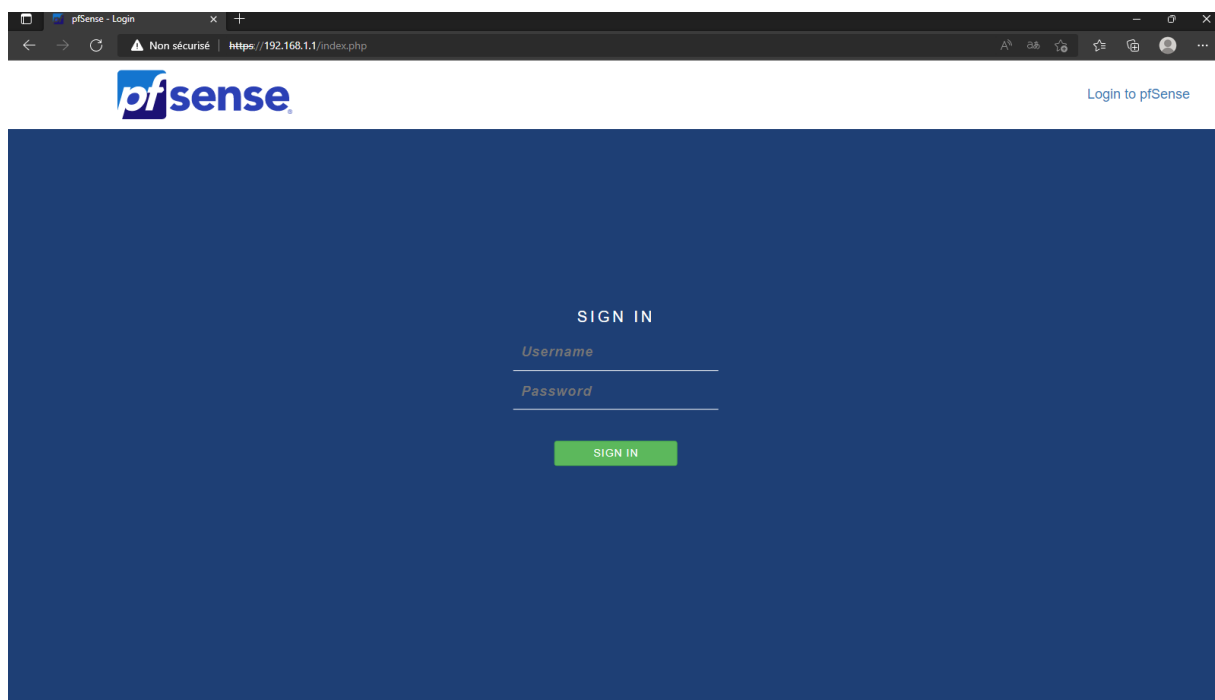 pfSense - Login
Non sécurisé https://192.168.1.1/index.php
pfsense
Login to pfSense
SIGN IN
Username
Password
SIGN IN